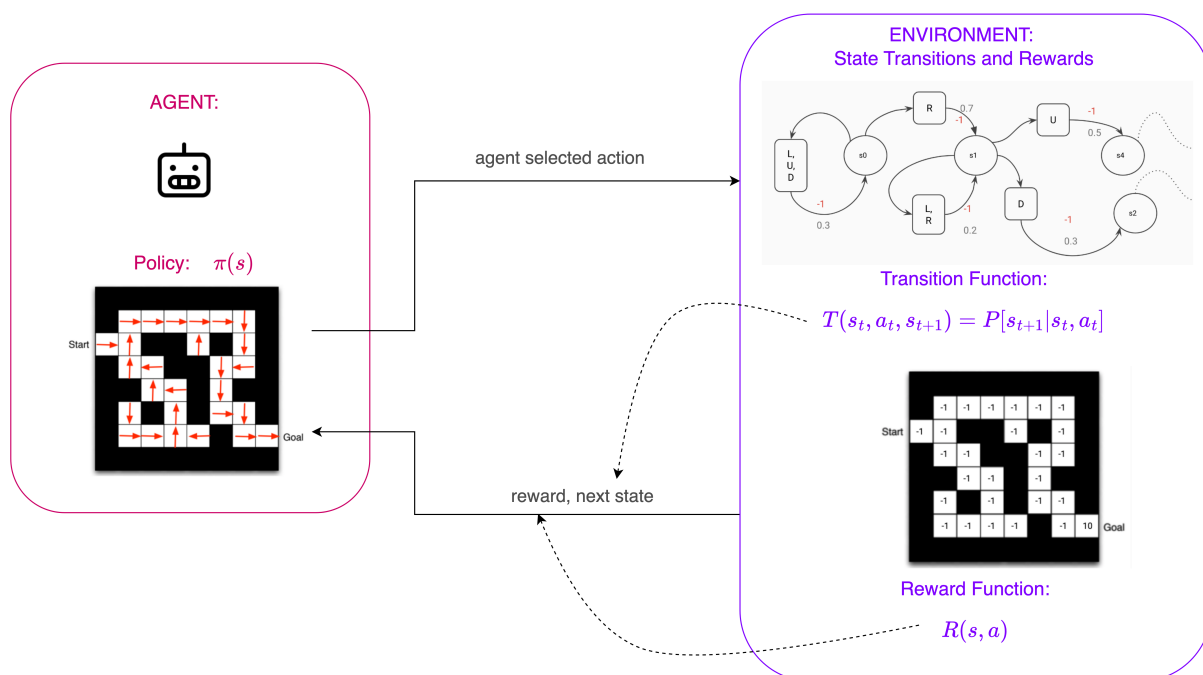 AGENT:
Policy: π(s)
Start
Goal
agent selected action
reward, next state
ENVIRONMENT:
State Transitions and Rewards
R
0.7
-1
U
-1
0.5
L,
U,
D
s0
s1
s4
-1
0.3
L,
R
-1
0.2
D
-1
0.3
s2
Transition Function:
T(s_t, a_t, s_{t+1}) = P[s_{t+1}|s_t, a_t]
-1 -1 -1 -1 -1 -1
Start -1 -1 -1 -1
-1 -1 -1 -1
-1 -1 -1
-1 -1 -1 -1
-1 -1 -1 -1 -1 10 Goal
Reward Function:
R(s, a)